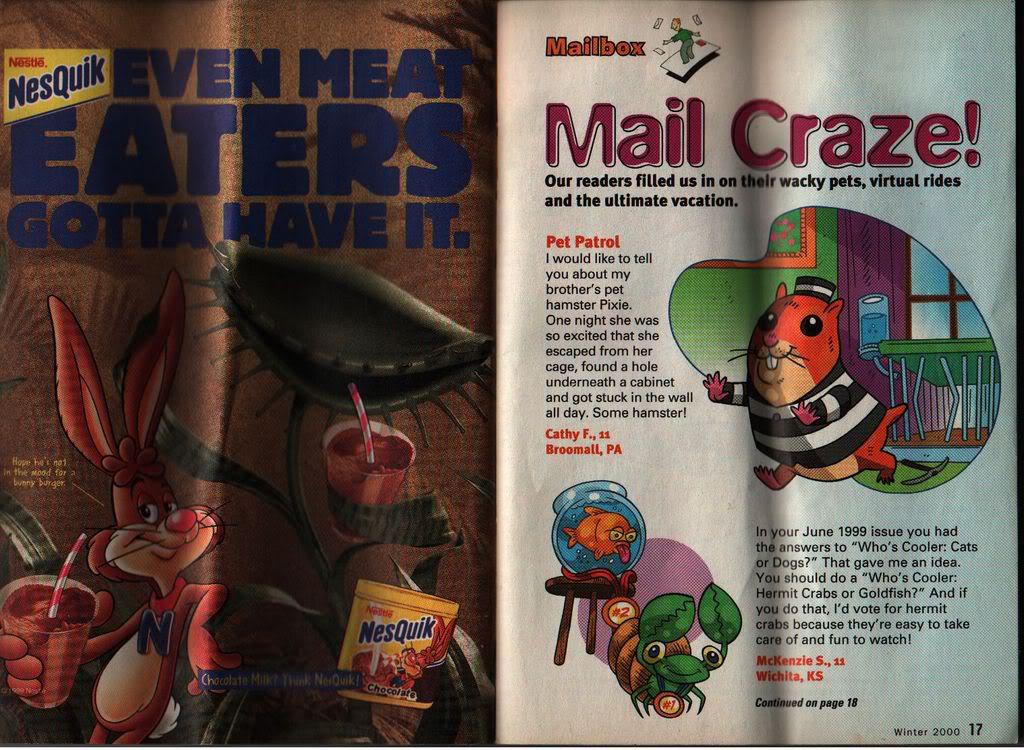 Nestlé.
NesQuik
EVEN MEAT
EATERS
GOTTA HAVE IT.
Hope he's not
in the mood for a
bunny burger.
N
Nestlé
NesQuik
Chocolate
Chocolate Milk? Think NesQuik!
©1999 Nestlé
Mailbox
Mail Craze!
Our readers filled us in on their wacky pets, virtual rides
and the ultimate vacation.
Pet Patrol
I would like to tell
you about my
brother's pet
hamster Pixie.
One night she was
so excited that she
escaped from her
cage, found a hole
underneath a cabinet
and got stuck in the wall
all day. Some hamster!
Cathy F., 11
Broomall, PA
#2
#1
In your June 1999 issue you had
the answers to "Who's Cooler: Cats
or Dogs?" That gave me an idea.
You should do a "Who's Cooler:
Hermit Crabs or Goldfish?" And if
you do that, I'd vote for hermit
crabs because they're easy to take
care of and fun to watch!
McKenzie S., 11
Wichita, KS
Continued on page 18
Winter 2000 17